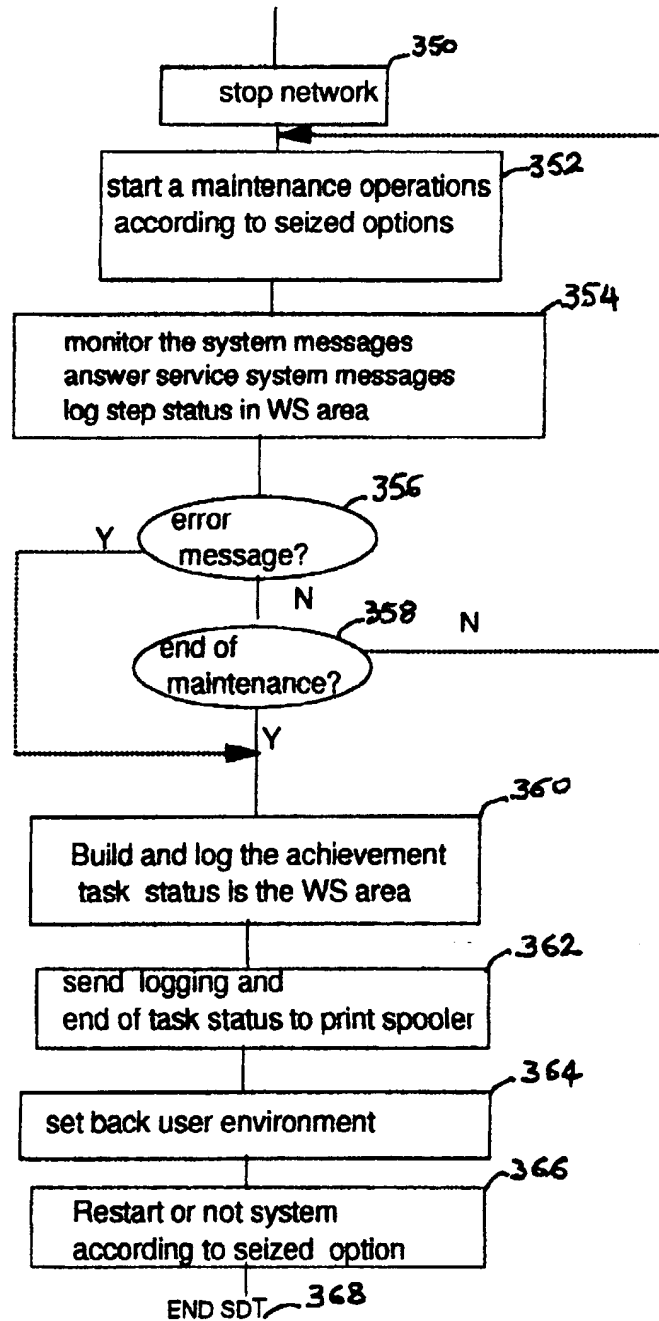 350
stop network
352
start a maintenance operations
according to seized options
354
monitor the system messages
answer service system messages
log step status in WS area
356
error
message?
Y
N
358
end of
maintenance?
N
Y
360
Build and log the achievement
task status is the WS area
362
send logging and
end of task status to print spooler
364
set back user environment
366
Restart or not system
according to seized option
END SDT 368